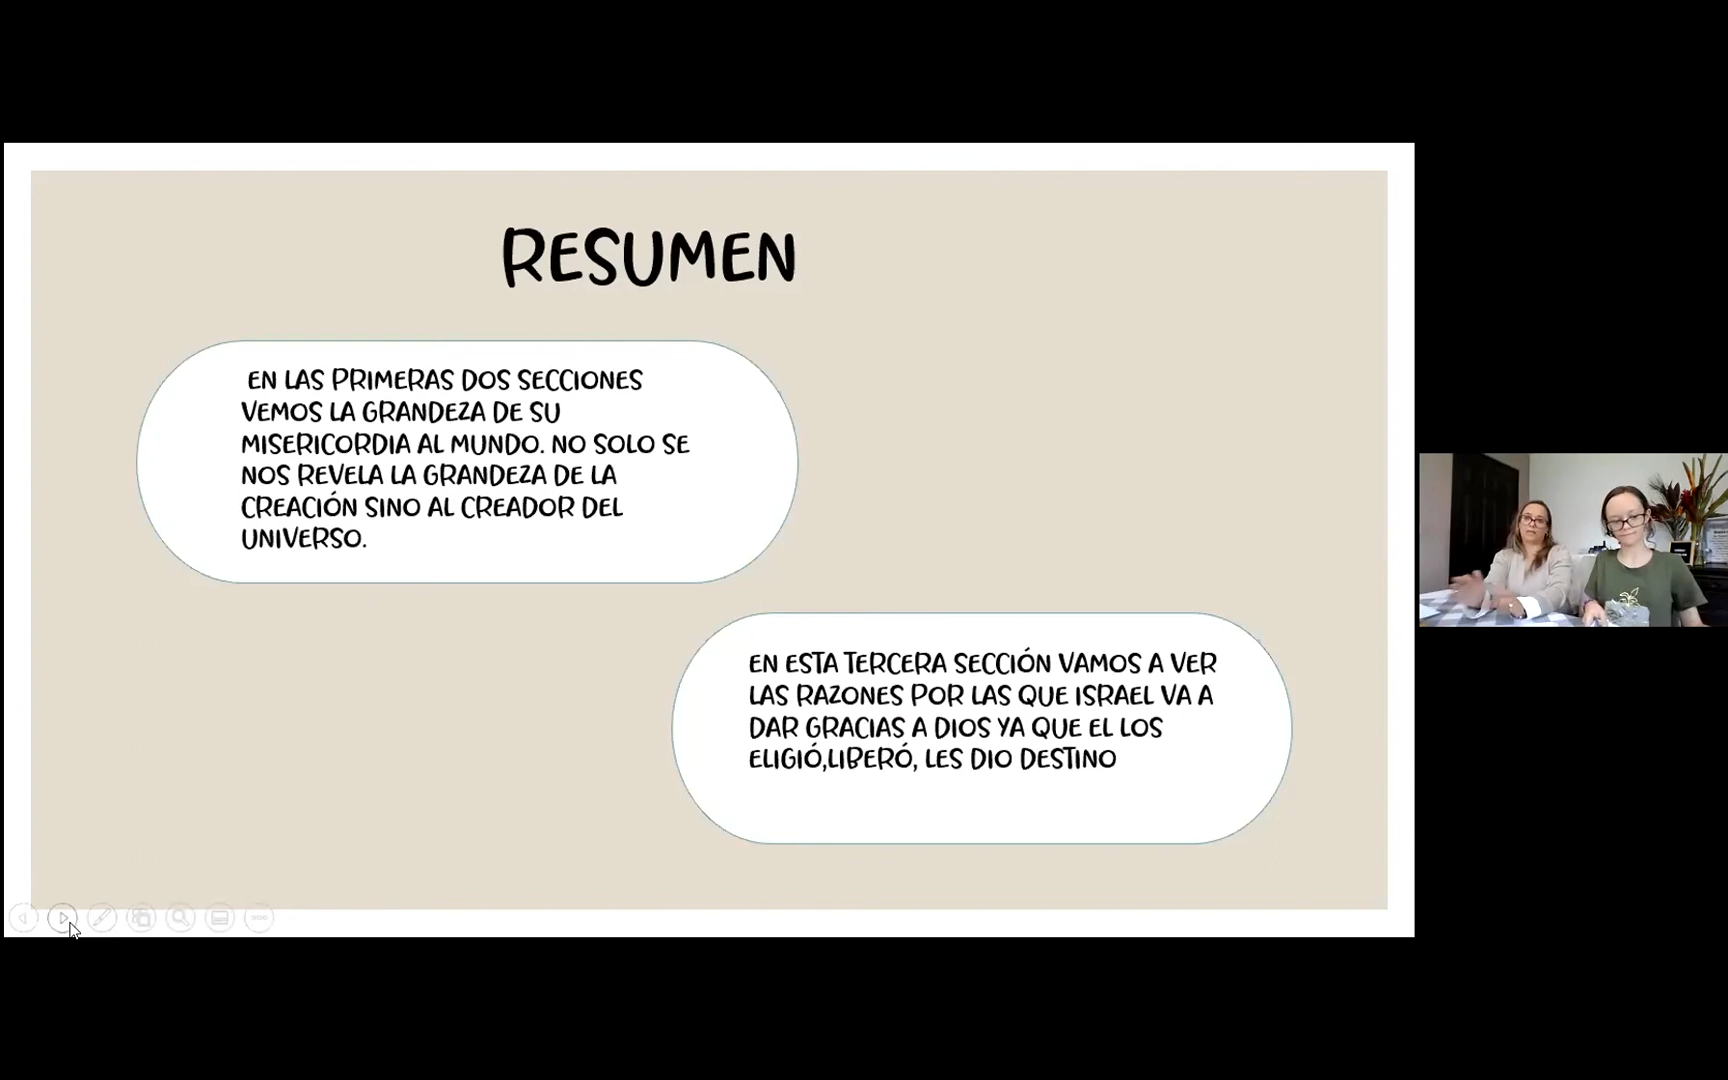 RESUMEN
EN LAS PRIMERAS DOS SECCIONES
VEMOS LA GRANDEZA DE SU
MISERICORDIA AL MUNDO. NO SOLO SE
NOS REVELA LA GRANDEZA DE LA
CREACIÓN SINO AL CREADOR DEL
UNIVERSO.
EN ESTA TERCERA SECCIÓN VAMOS A VER
LAS RAZONES POR LAS QUE ISRAEL VA A
DAR GRACIAS A DIOS YA QUE EL LOS
ELIGIÓ,LIBERÓ, LES DIO DESTINO